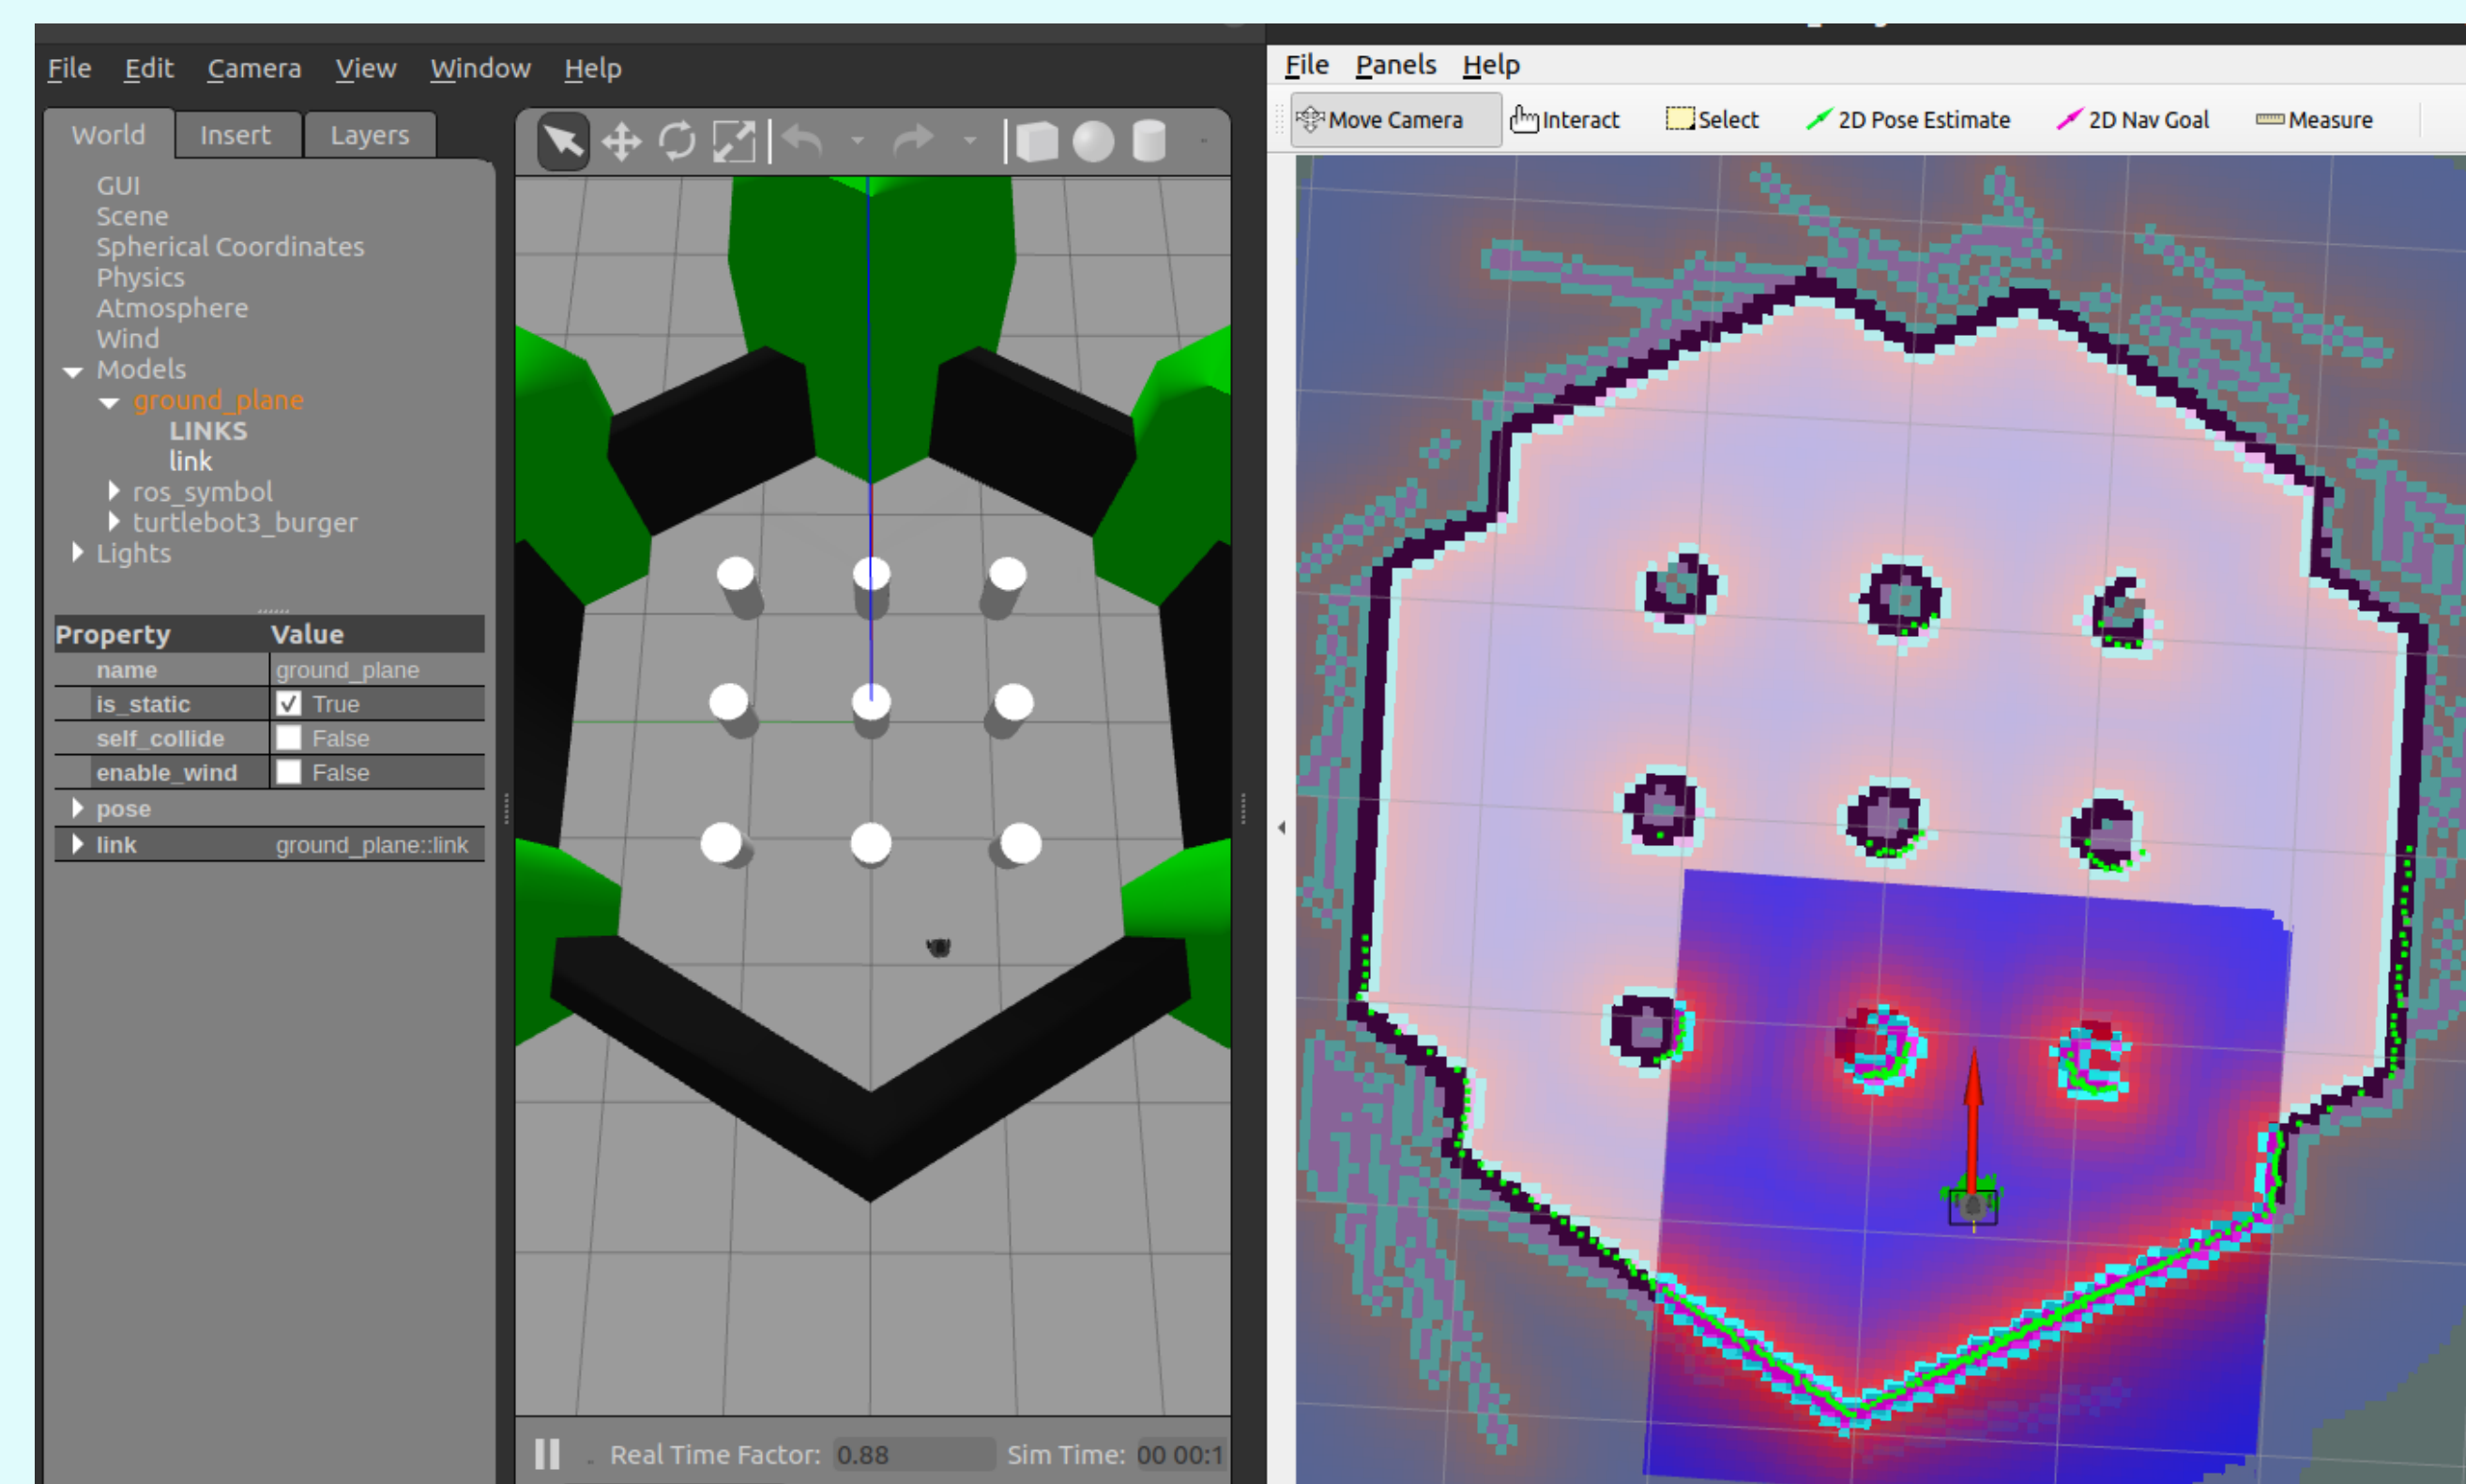 File Edit Camera View Window Help
World Insert Layers
GUI
Scene
Spherical Coordinates
Physics
Atmosphere
Wind
Models
ground_plane
LINKS
link
ros_symbol
turtlebot3_burger
Lights
Property Value
name ground_plane
is_static True
self_collide False
enable_wind False
pose
link ground_plane::link
Real Time Factor: 0.88 Sim Time: 00 00:1
File Panels Help
Move Camera Interact Select 2D Pose Estimate 2D Nav Goal Measure